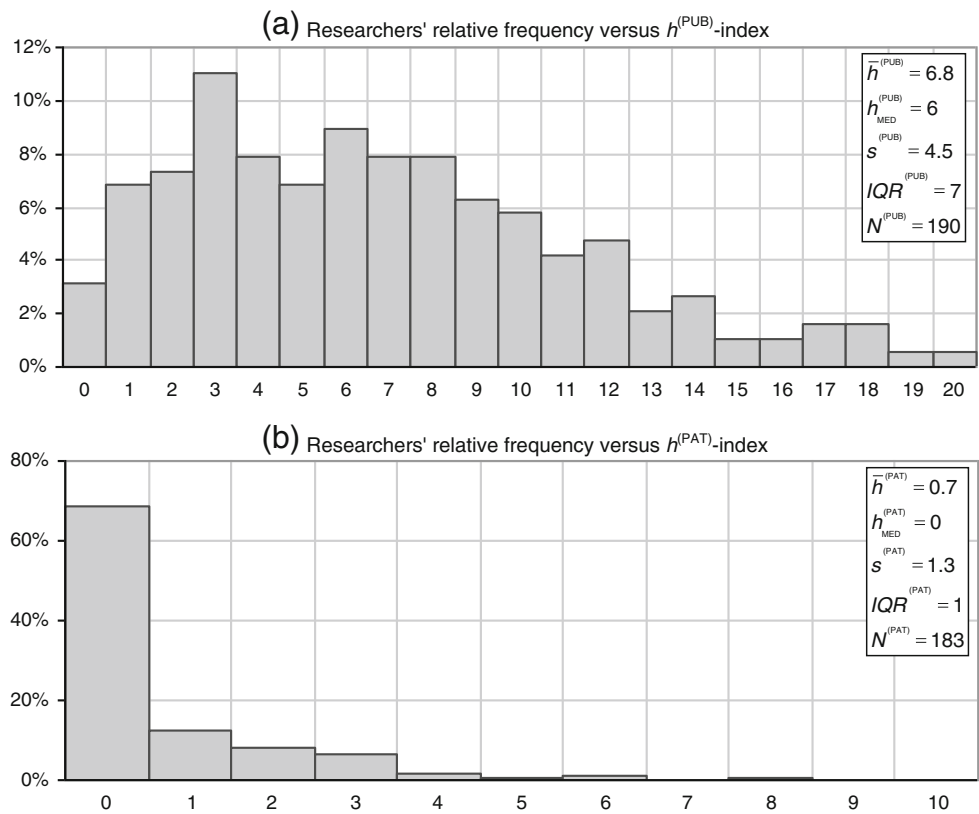 (a) Researchers' relative frequency versus h(PUB)-index
12%
10%
8%
6%
4%
2%
0%
h̄(PUB) = 6.8
hMED(PUB) = 6
s(PUB) = 4.5
IQR(PUB) = 7
N(PUB) = 190
0 1 2 3 4 5 6 7 8 9 10 11 12 13 14 15 16 17 18 19 20
(b) Researchers' relative frequency versus h(PAT)-index
80%
60%
40%
20%
0%
h̄(PAT) = 0.7
hMED(PAT) = 0
s(PAT) = 1.3
IQR(PAT) = 1
N(PAT) = 183
0 1 2 3 4 5 6 7 8 9 10